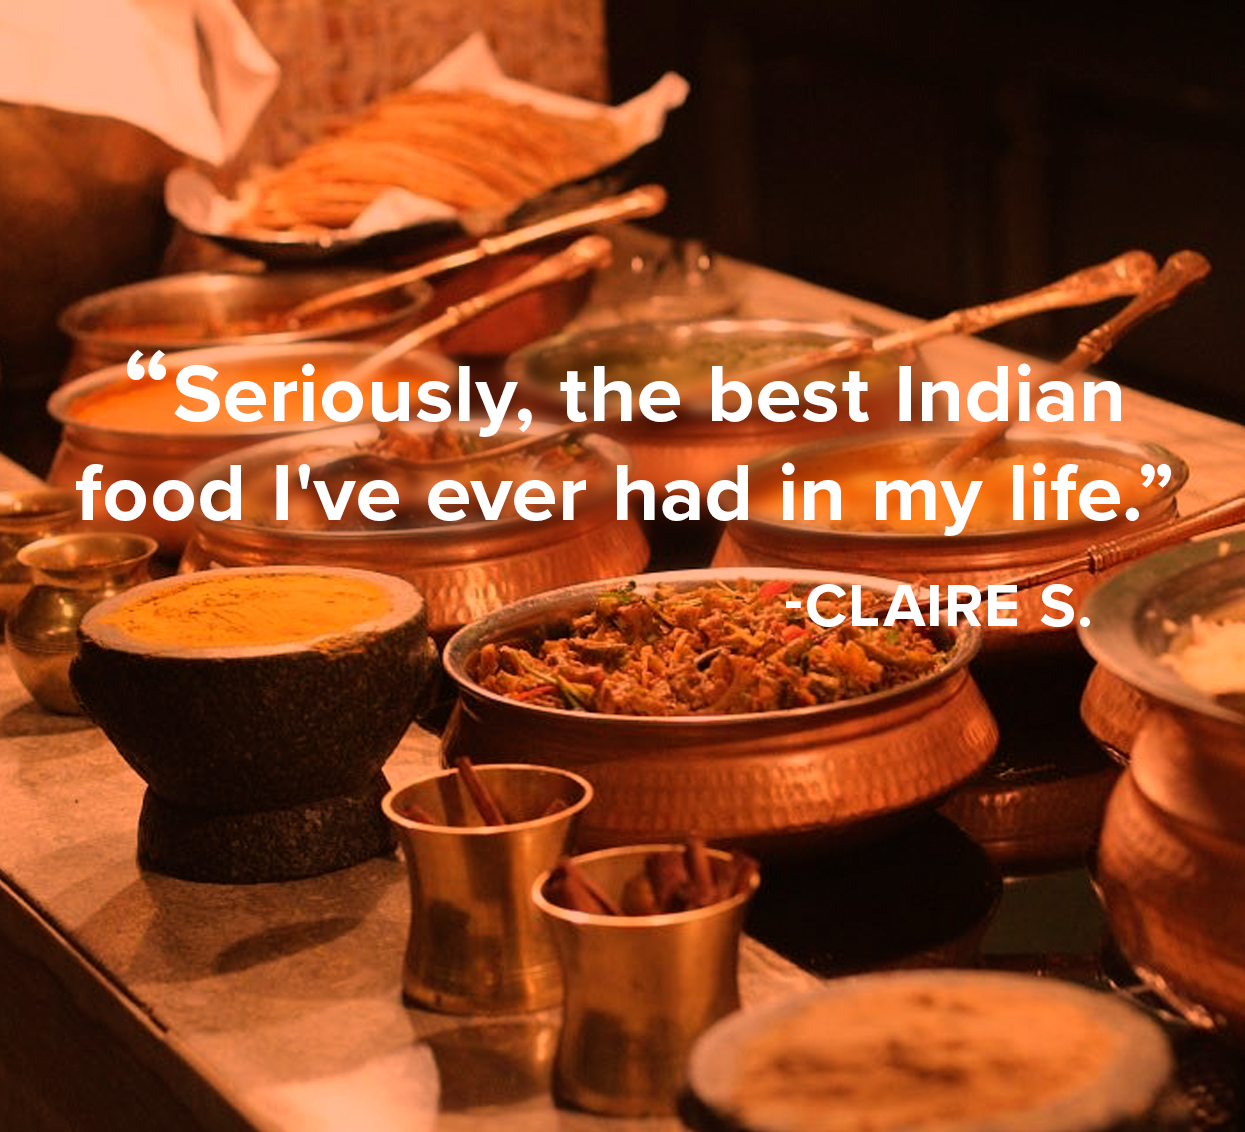 “Seriously, the best Indian
food I've ever had in my life.”
-CLAIRE S.